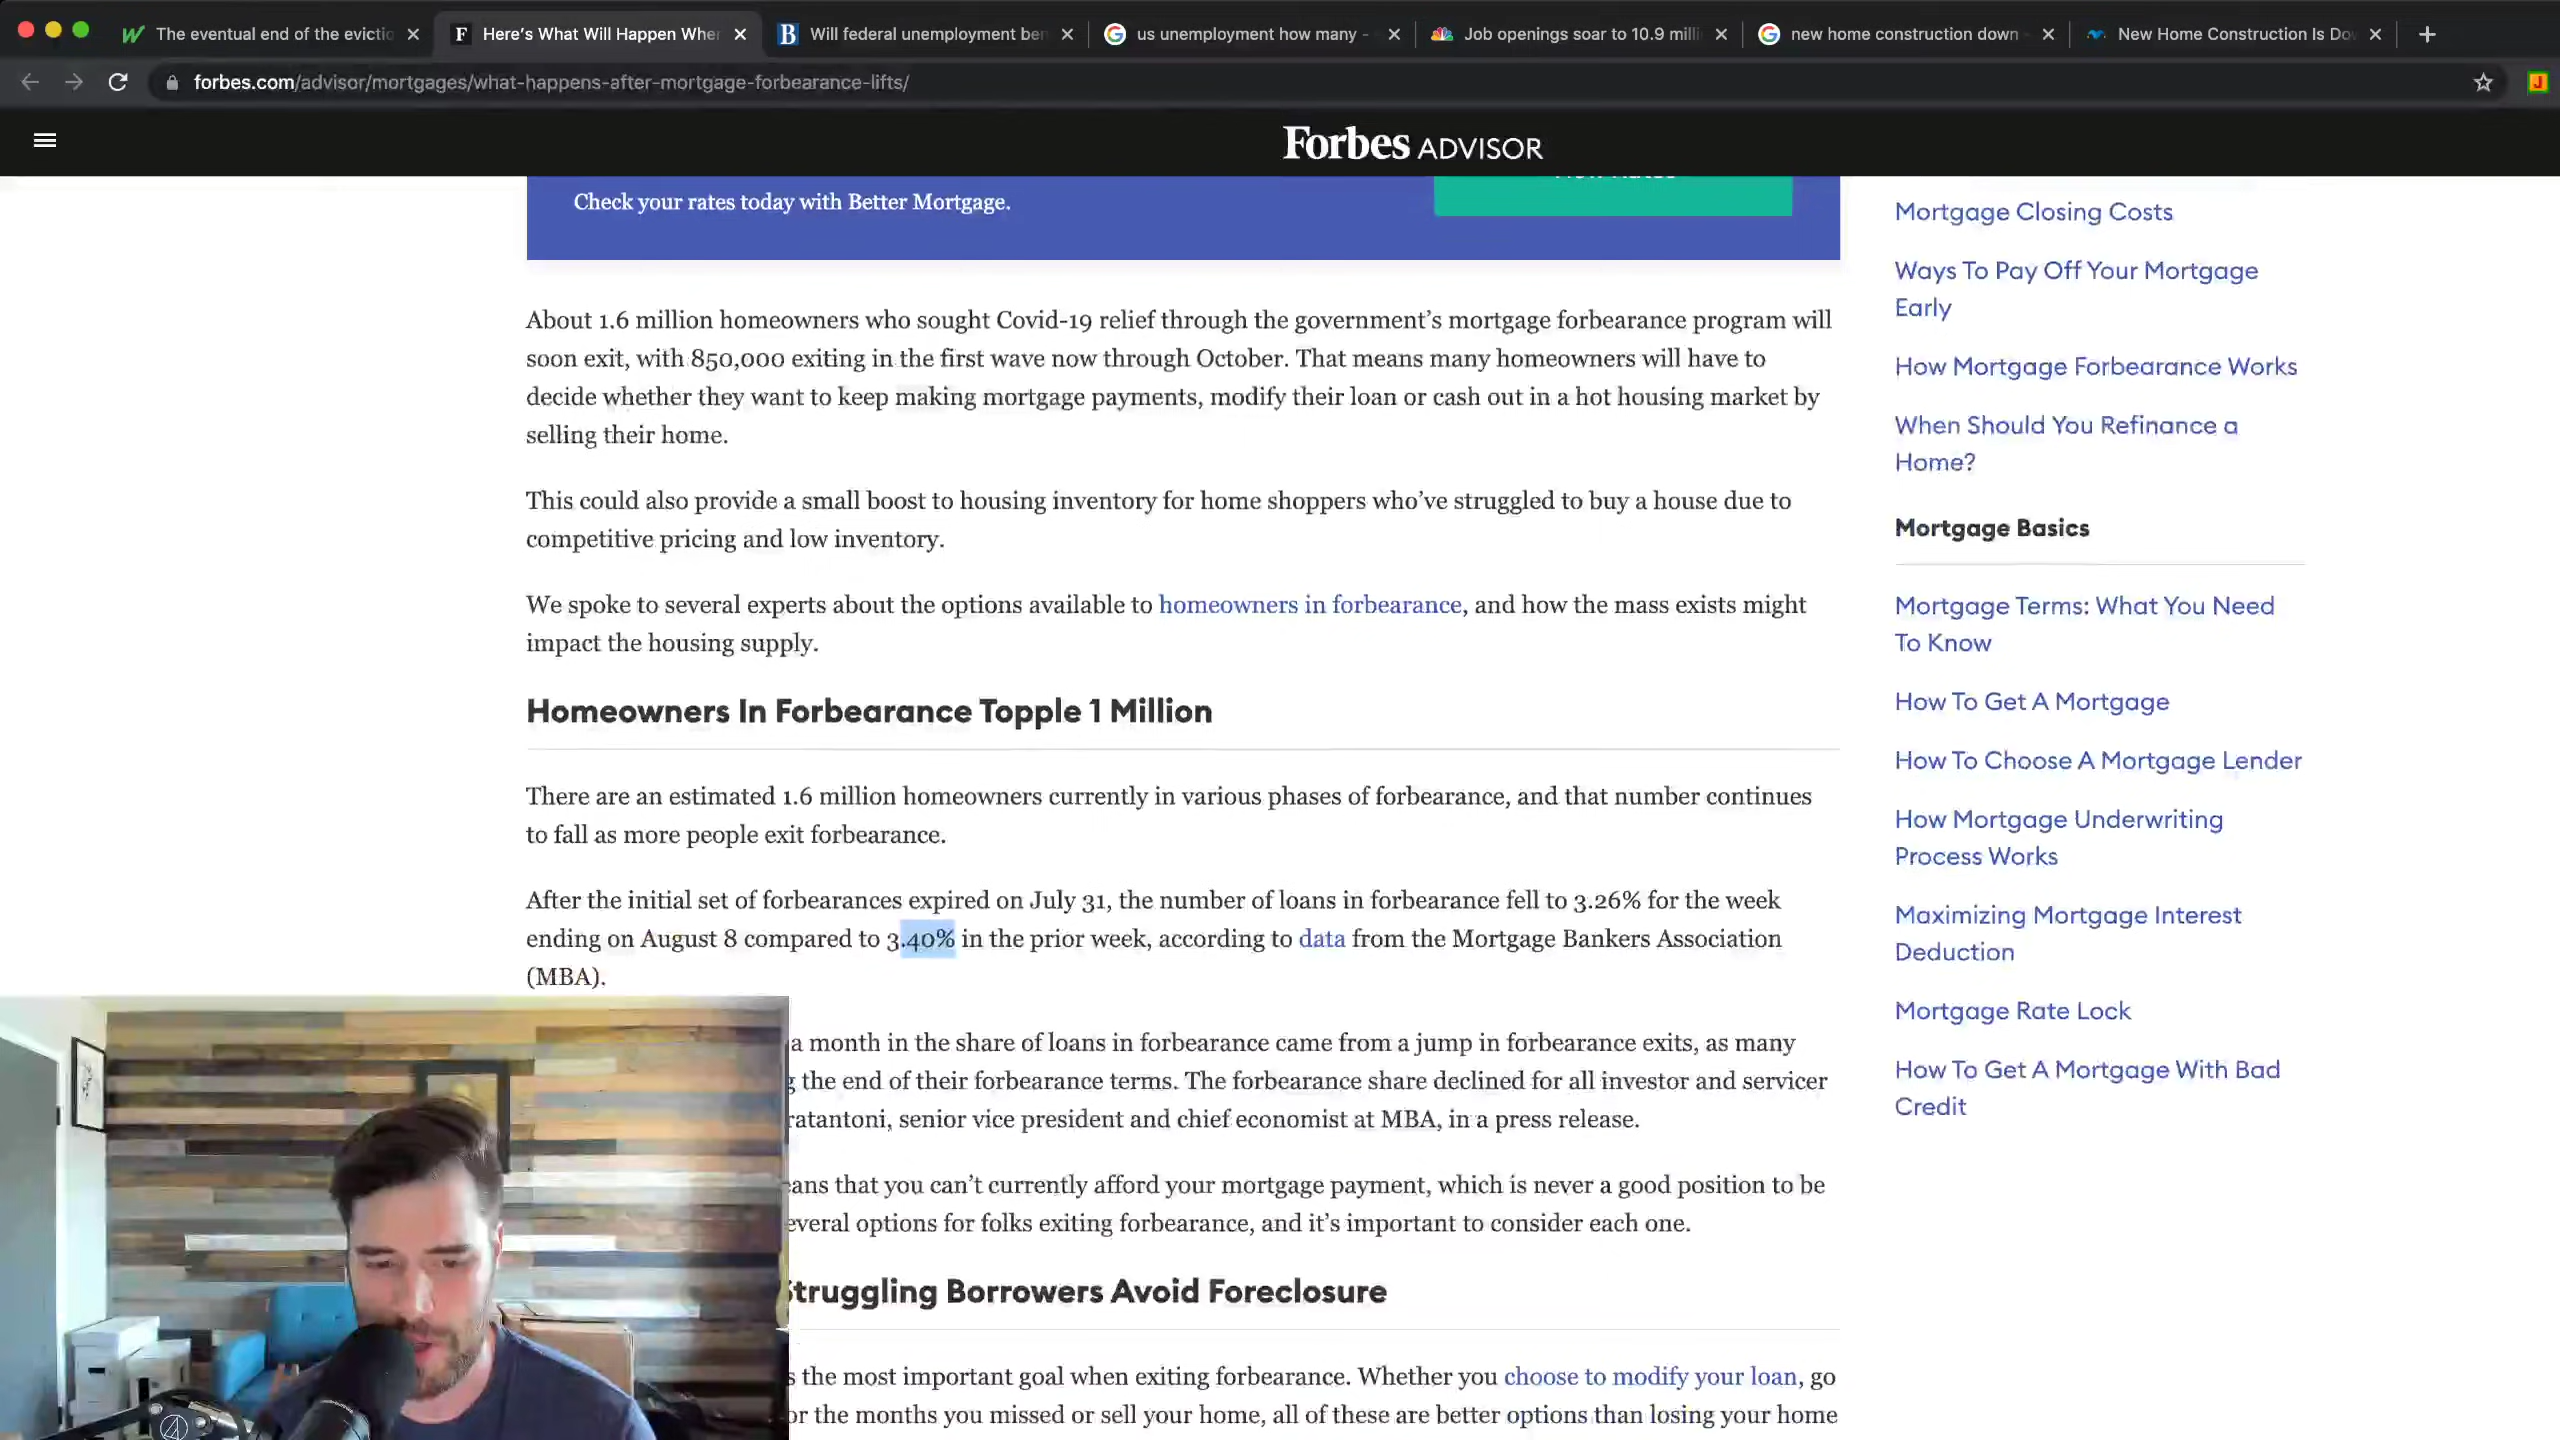 The eventual end of the evictic
Here's What Will Happen Wher
Will federal unemployment ben
us unemployment how many -
Job openings soar to 10.9 milli
new home construction down
New Home Construction Is Do
forbes.com/advisor/mortgages/what-happens-after-mortgage-forbearance-lifts/
J
Forbes ADVISOR
Check your rates today with Better Mortgage.
About 1.6 million homeowners who sought Covid-19 relief through the government's mortgage forbearance program will
soon exit, with 850,000 exiting in the first wave now through October. That means many homeowners will have to
decide whether they want to keep making mortgage payments, modify their loan or cash out in a hot housing market by
selling their home.
This could also provide a small boost to housing inventory for home shoppers who've struggled to buy a house due to
competitive pricing and low inventory.
We spoke to several experts about the options available to homeowners in forbearance, and how the mass exists might
impact the housing supply.
Homeowners In Forbearance Topple 1 Million
There are an estimated 1.6 million homeowners currently in various phases of forbearance, and that number continues
to fall as more people exit forbearance.
After the initial set of forbearances expired on July 31, the number of loans in forbearance fell to 3.26% for the week
ending on August 8 compared to 3.40% in the prior week, according to data from the Mortgage Bankers Association
(MBA).
a month in the share of loans in forbearance came from a jump in forbearance exits, as many
g the end of their forbearance terms. The forbearance share declined for all investor and servicer
ratantoni, senior vice president and chief economist at MBA, in a press release.
eans that you can't currently afford your mortgage payment, which is never a good position to be
everal options for folks exiting forbearance, and it's important to consider each one.
Struggling Borrowers Avoid Foreclosure
s the most important goal when exiting forbearance. Whether you choose to modify your loan, go
or the months you missed or sell your home, all of these are better options than losing your home
Mortgage Closing Costs
Ways To Pay Off Your Mortgage
Early
How Mortgage Forbearance Works
When Should You Refinance a
Home?
Mortgage Basics
Mortgage Terms: What You Need
To Know
How To Get A Mortgage
How To Choose A Mortgage Lender
How Mortgage Underwriting
Process Works
Maximizing Mortgage Interest
Deduction
Mortgage Rate Lock
How To Get A Mortgage With Bad
Credit